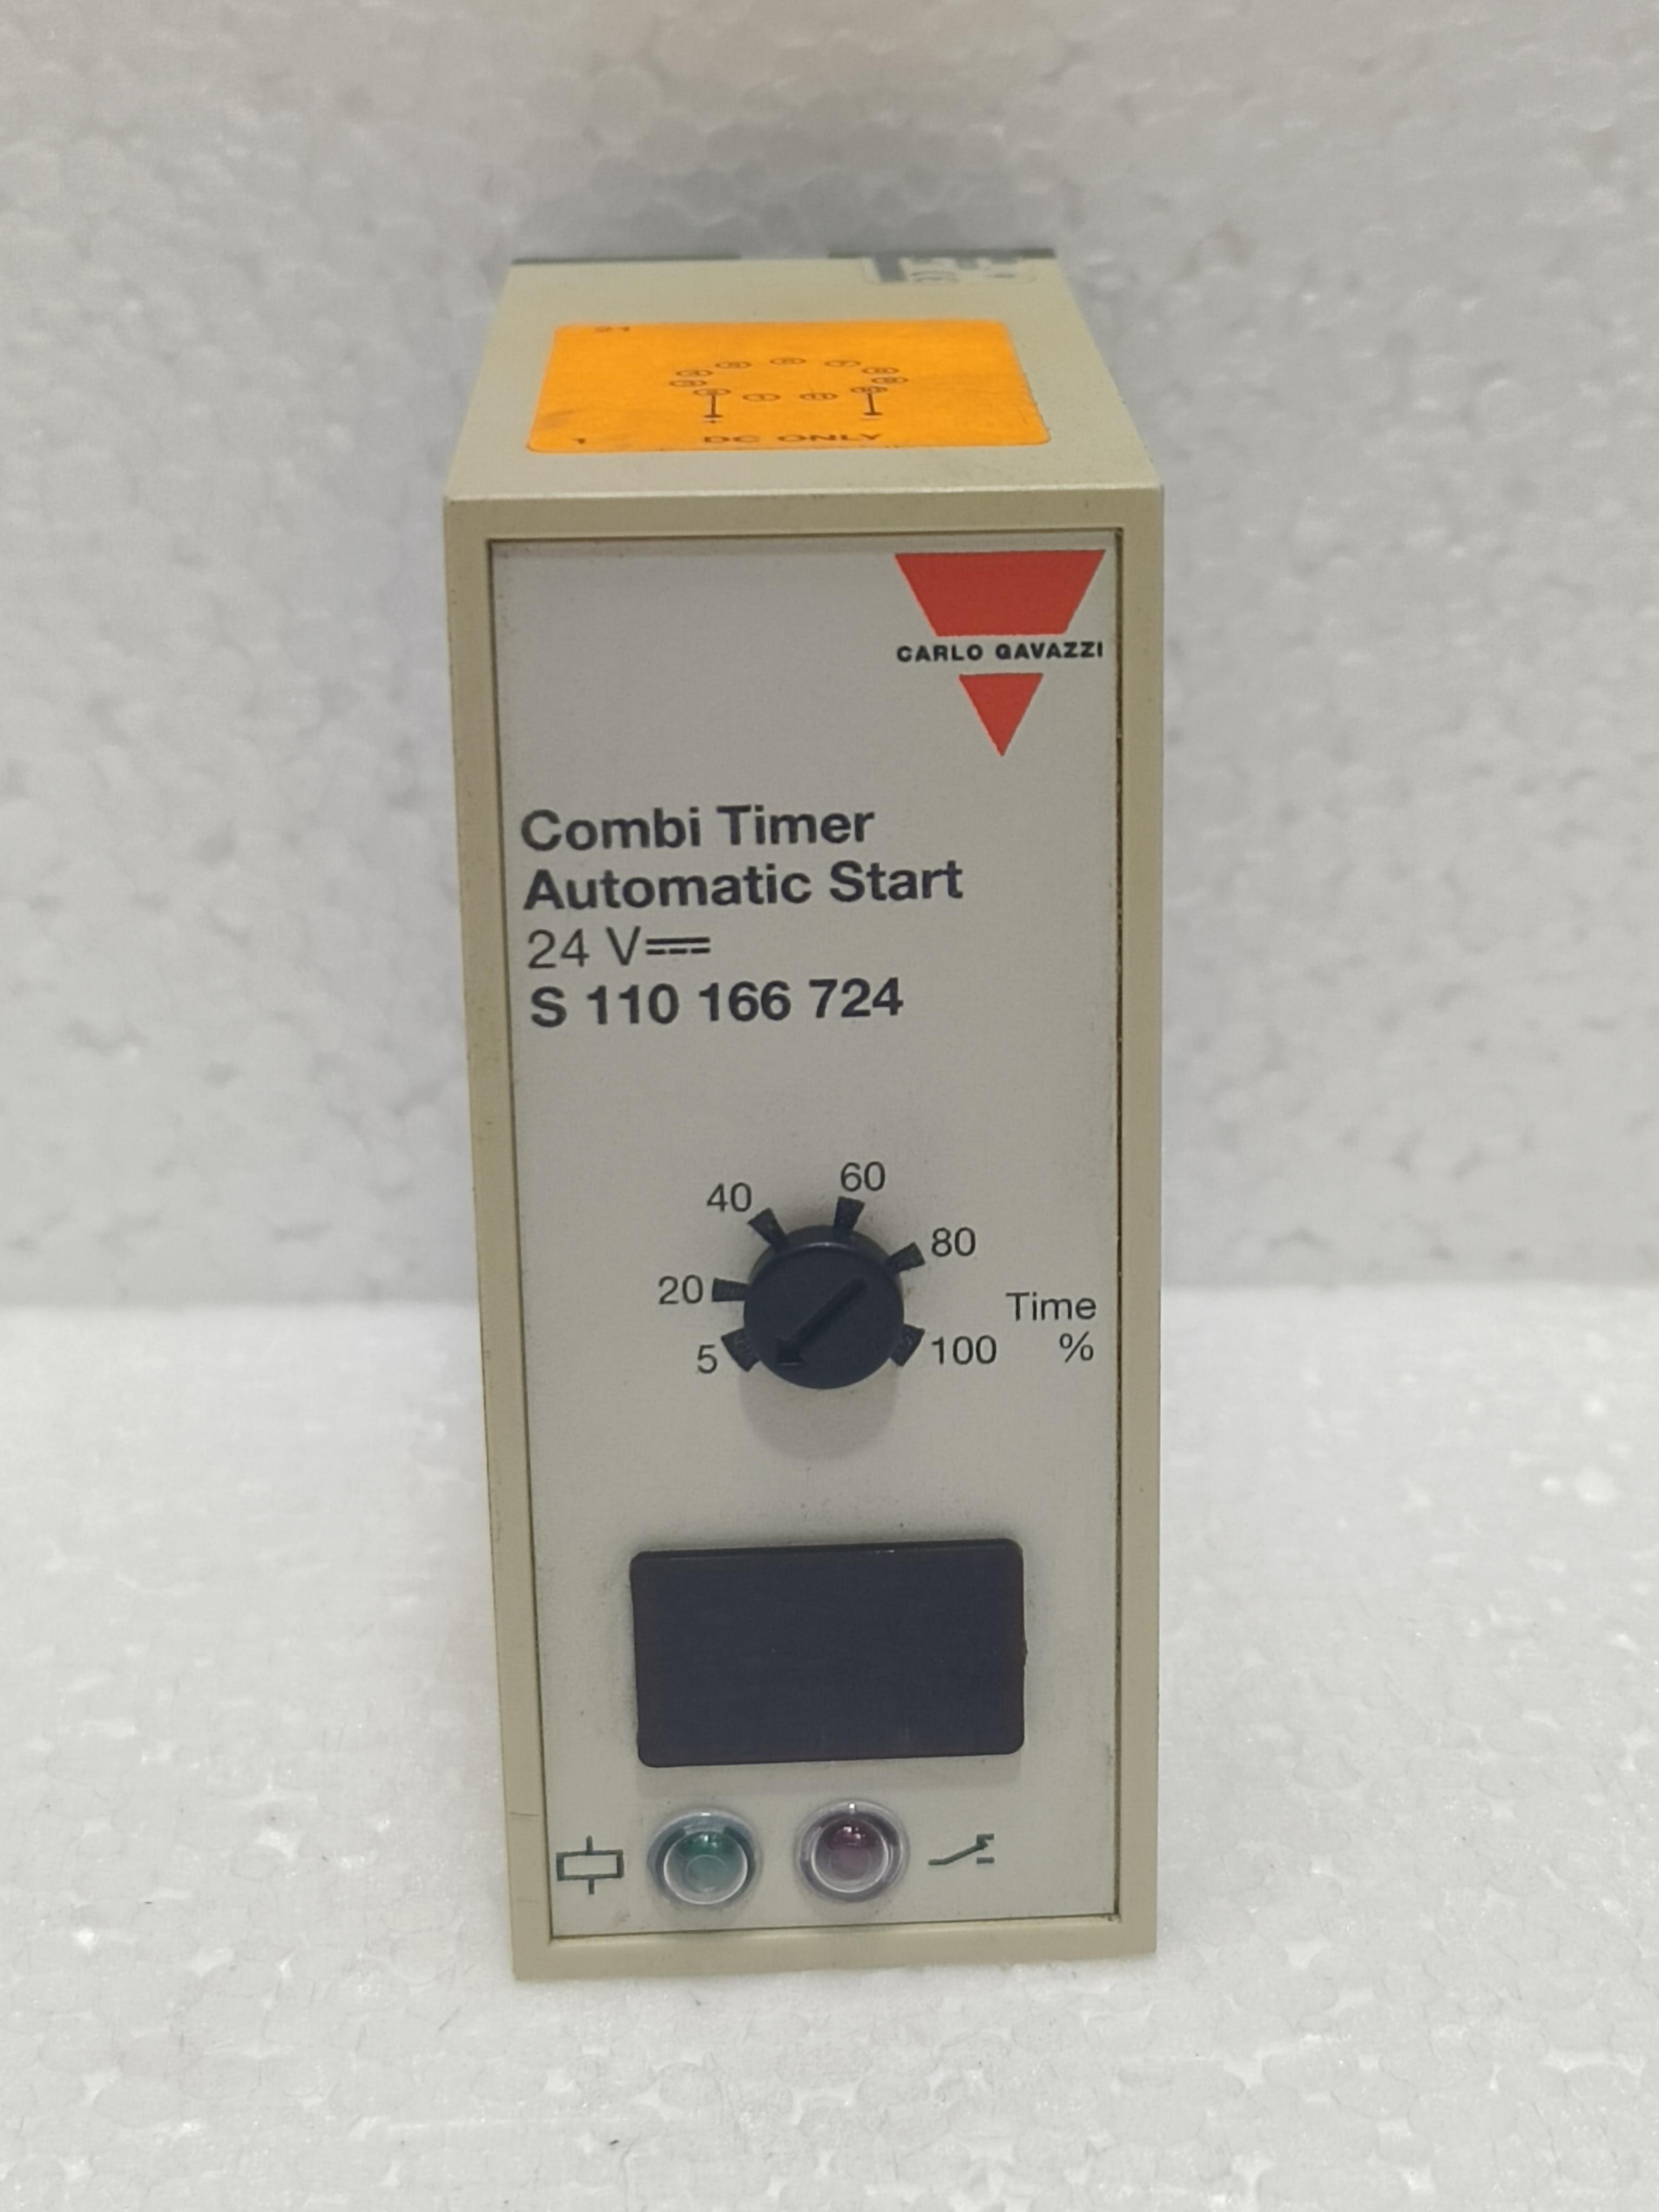 DC ONLY
1
CARLO GAVAZZI
Combi Timer
Automatic Start
24 V⎓
S 110 166 724
60
40
80
20
Time
5
100 %